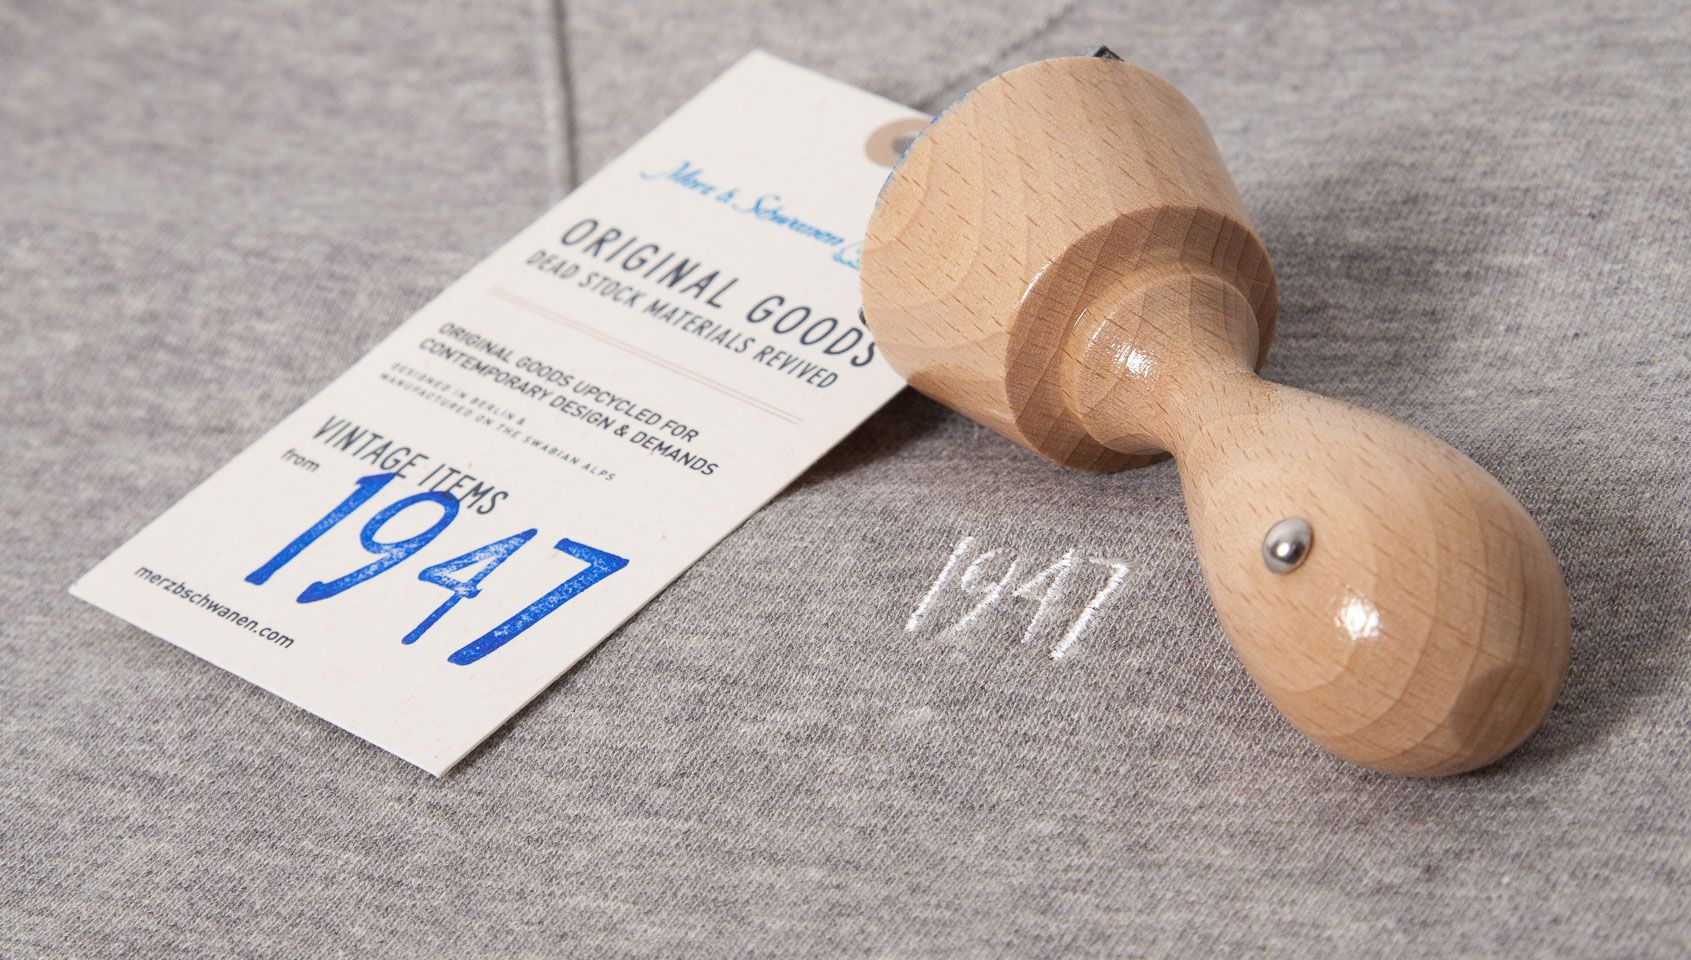 Merz b. Schwanen
ORIGINAL GOODS
DEAD STOCK MATERIALS REVIVED
ORIGINAL GOODS UPCYCLED FOR
CONTEMPORARY DESIGN & DEMANDS
DESIGNED IN BERLIN &
MANUFACTURED ON THE SWABIAN ALPS
VINTAGE ITEMS
from
1947
merzbschwanen.com
1947